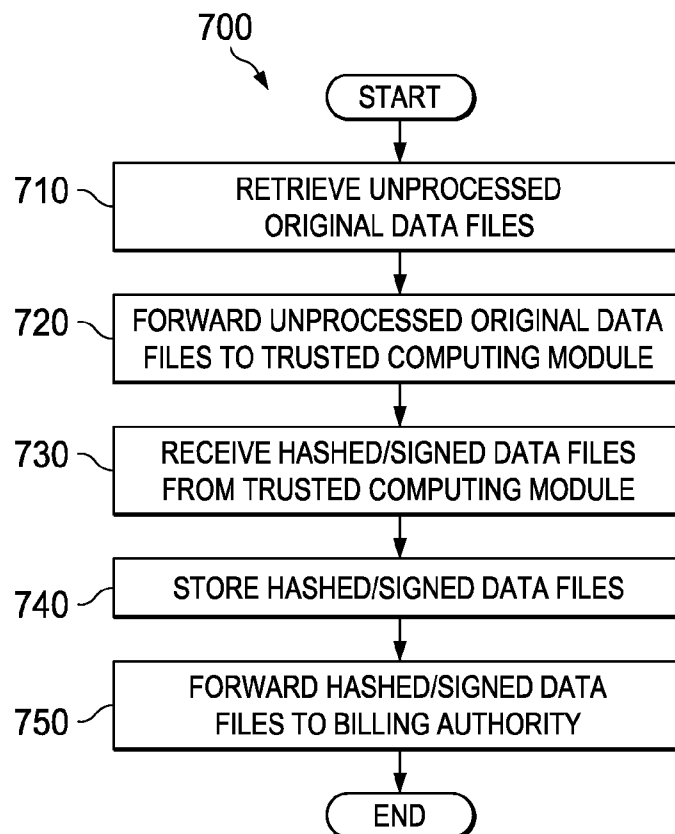 700
START
710
RETRIEVE UNPROCESSED
ORIGINAL DATA FILES
720
FORWARD UNPROCESSED ORIGINAL DATA
FILES TO TRUSTED COMPUTING MODULE
730
RECEIVE HASHED/SIGNED DATA FILES
FROM TRUSTED COMPUTING MODULE
740
STORE HASHED/SIGNED DATA FILES
750
FORWARD HASHED/SIGNED DATA
FILES TO BILLING AUTHORITY
END